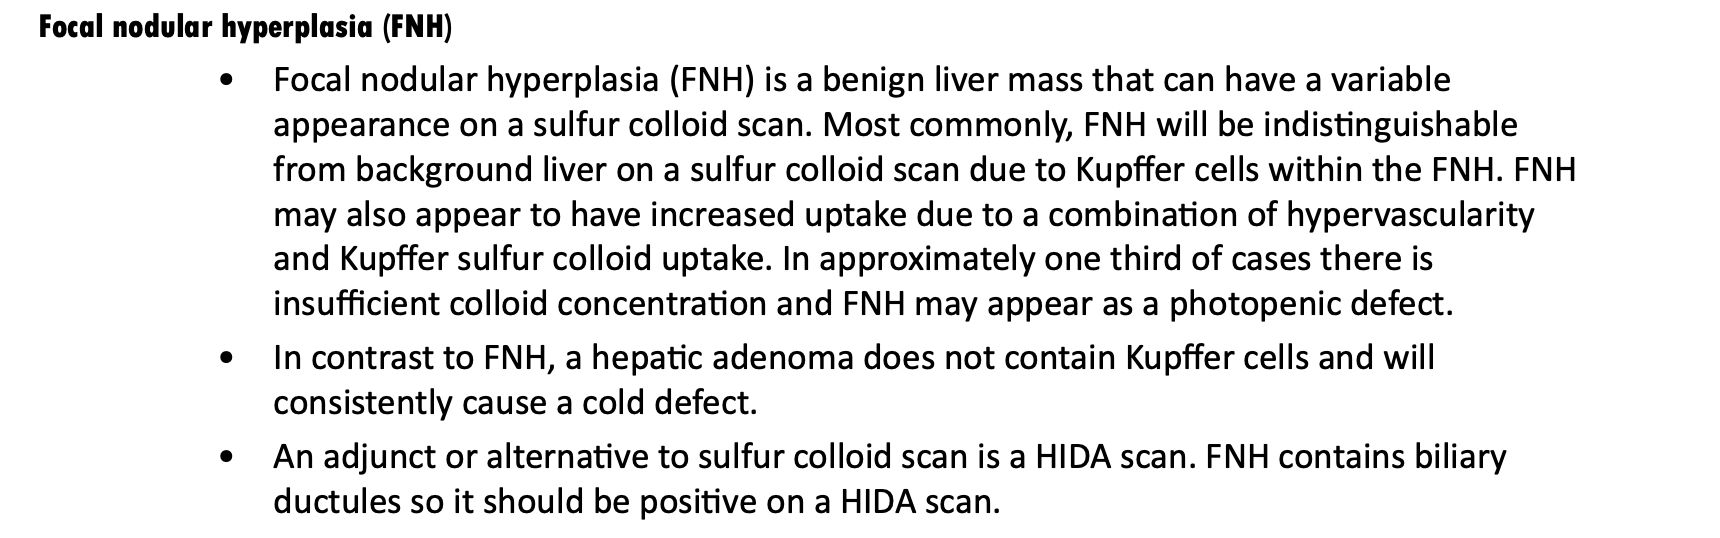 Focal nodular hyperplasia (FNH)
• Focal nodular hyperplasia (FNH) is a benign liver mass that can have a variable
appearance on a sulfur colloid scan. Most commonly, FNH will be indistinguishable
from background liver on a sulfur colloid scan due to Kupffer cells within the FNH. FNH
may also appear to have increased uptake due to a combination of hypervascularity
and Kupffer sulfur colloid uptake. In approximately one third of cases there is
insufficient colloid concentration and FNH may appear as a photopenic defect.
• In contrast to FNH, a hepatic adenoma does not contain Kupffer cells and will
consistently cause a cold defect.
• An adjunct or alternative to sulfur colloid scan is a HIDA scan. FNH contains biliary
ductules so it should be positive on a HIDA scan.